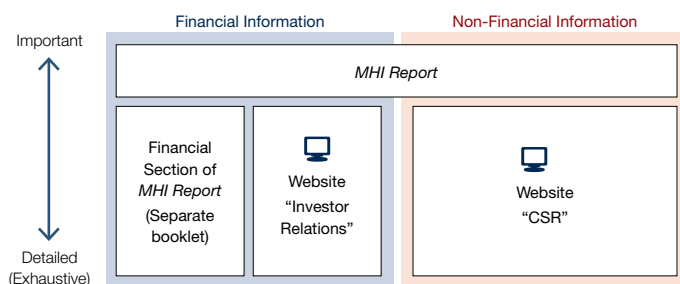 Financial Information
Non-Financial Information
Important
MHI Report
Financial
Section of
MHI Report
(Separate
booklet)
Website
“Investor
Relations”
Website
“CSR”
Detailed
(Exhaustive)